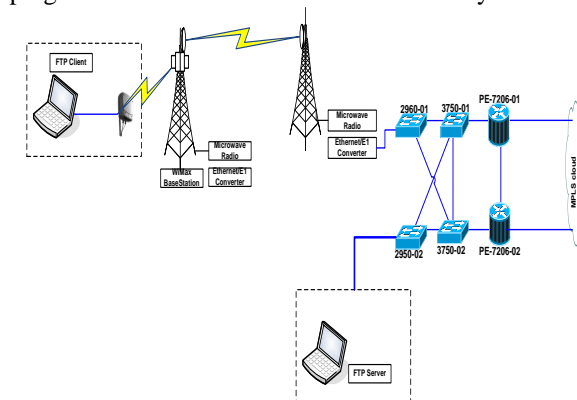 FTP Client
Microwave
Radio
WiMax
BaseStation
Ethernet/E1
Converter
Microwave
Radio
Ethernet/E1
Converter
2960-01
3750-01
PE-7206-01
2950-02
3750-02
PE-7206-02
MPLS cloud
FTP Server